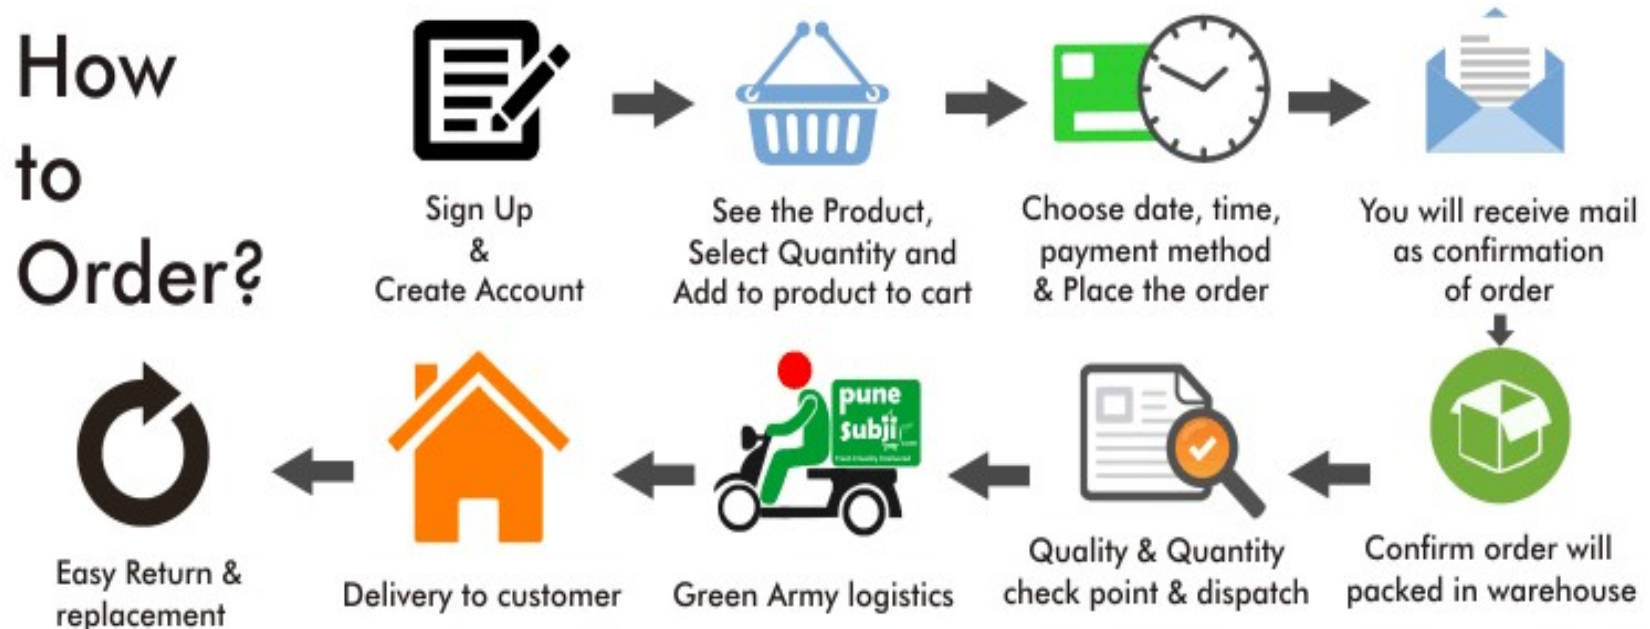 How
to
Order?
Sign Up
&
Create Account
See the Product,
Select Quantity and
Add to product to cart
Choose date, time,
payment method
& Place the order
You will receive mail
as confirmation
of order
Confirm order will
packed in warehouse
Quality & Quantity
check point & dispatch
pune
subji
Green Army logistics
Delivery to customer
Easy Return &
replacement